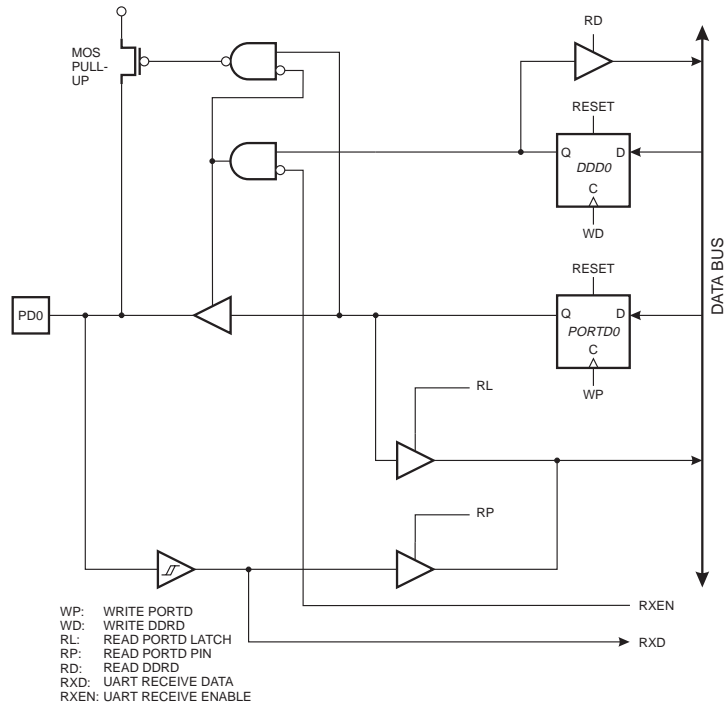 RD
MOS
PULL-
UP
RESET
Q
D
DDD0
C
WD
DATA BUS
RESET
PD0
Q
D
PORTD0
C
WP
RL
RP
RXEN
WP: WRITE PORTD
WD: WRITE DDRD
RL: READ PORTD LATCH
RP: READ PORTD PIN
RD: READ DDRD
RXD: UART RECEIVE DATA
RXEN: UART RECEIVE ENABLE
RXD